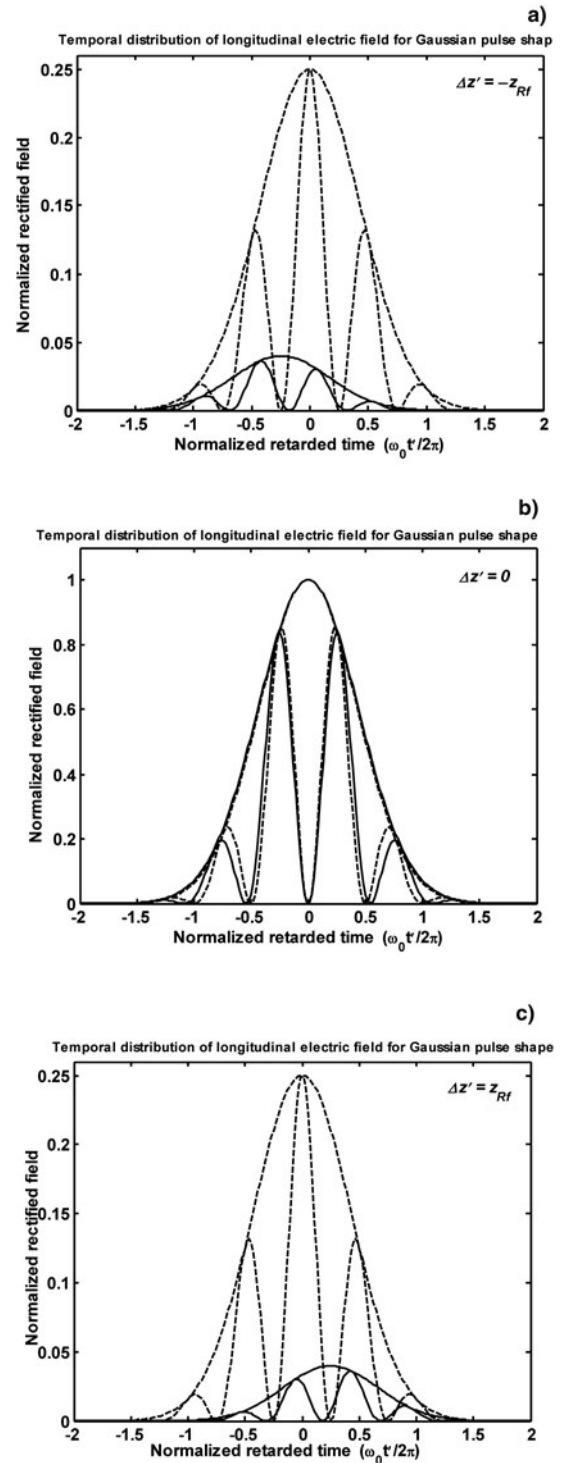 a)
Temporal distribution of longitudinal electric field for Gaussian pulse shap
0.25
Δz' = −z_Rf
0.2
0.15
Normalized rectified field
0.1
0.05
0
-2 -1.5 -1 -0.5 0 0.5 1 1.5 2
Normalized retarded time (ω₀t'/2π)
b)
Temporal distribution of longitudinal electric field for Gaussian pulse shape
1
Δz' = 0
0.8
0.6
Normalized rectified field
0.4
0.2
0
-2 -1.5 -1 -0.5 0 0.5 1 1.5 2
Normalized retarded time (ω₀t'/2π)
c)
Temporal distribution of longitudinal electric field for Gaussian pulse shape
0.25
Δz' = z_Rf
0.2
0.15
Normalized rectified field
0.1
0.05
0
-2 -1.5 -1 -0.5 0 0.5 1 1.5 2
Normalized retarded time (ω₀t'/2π)